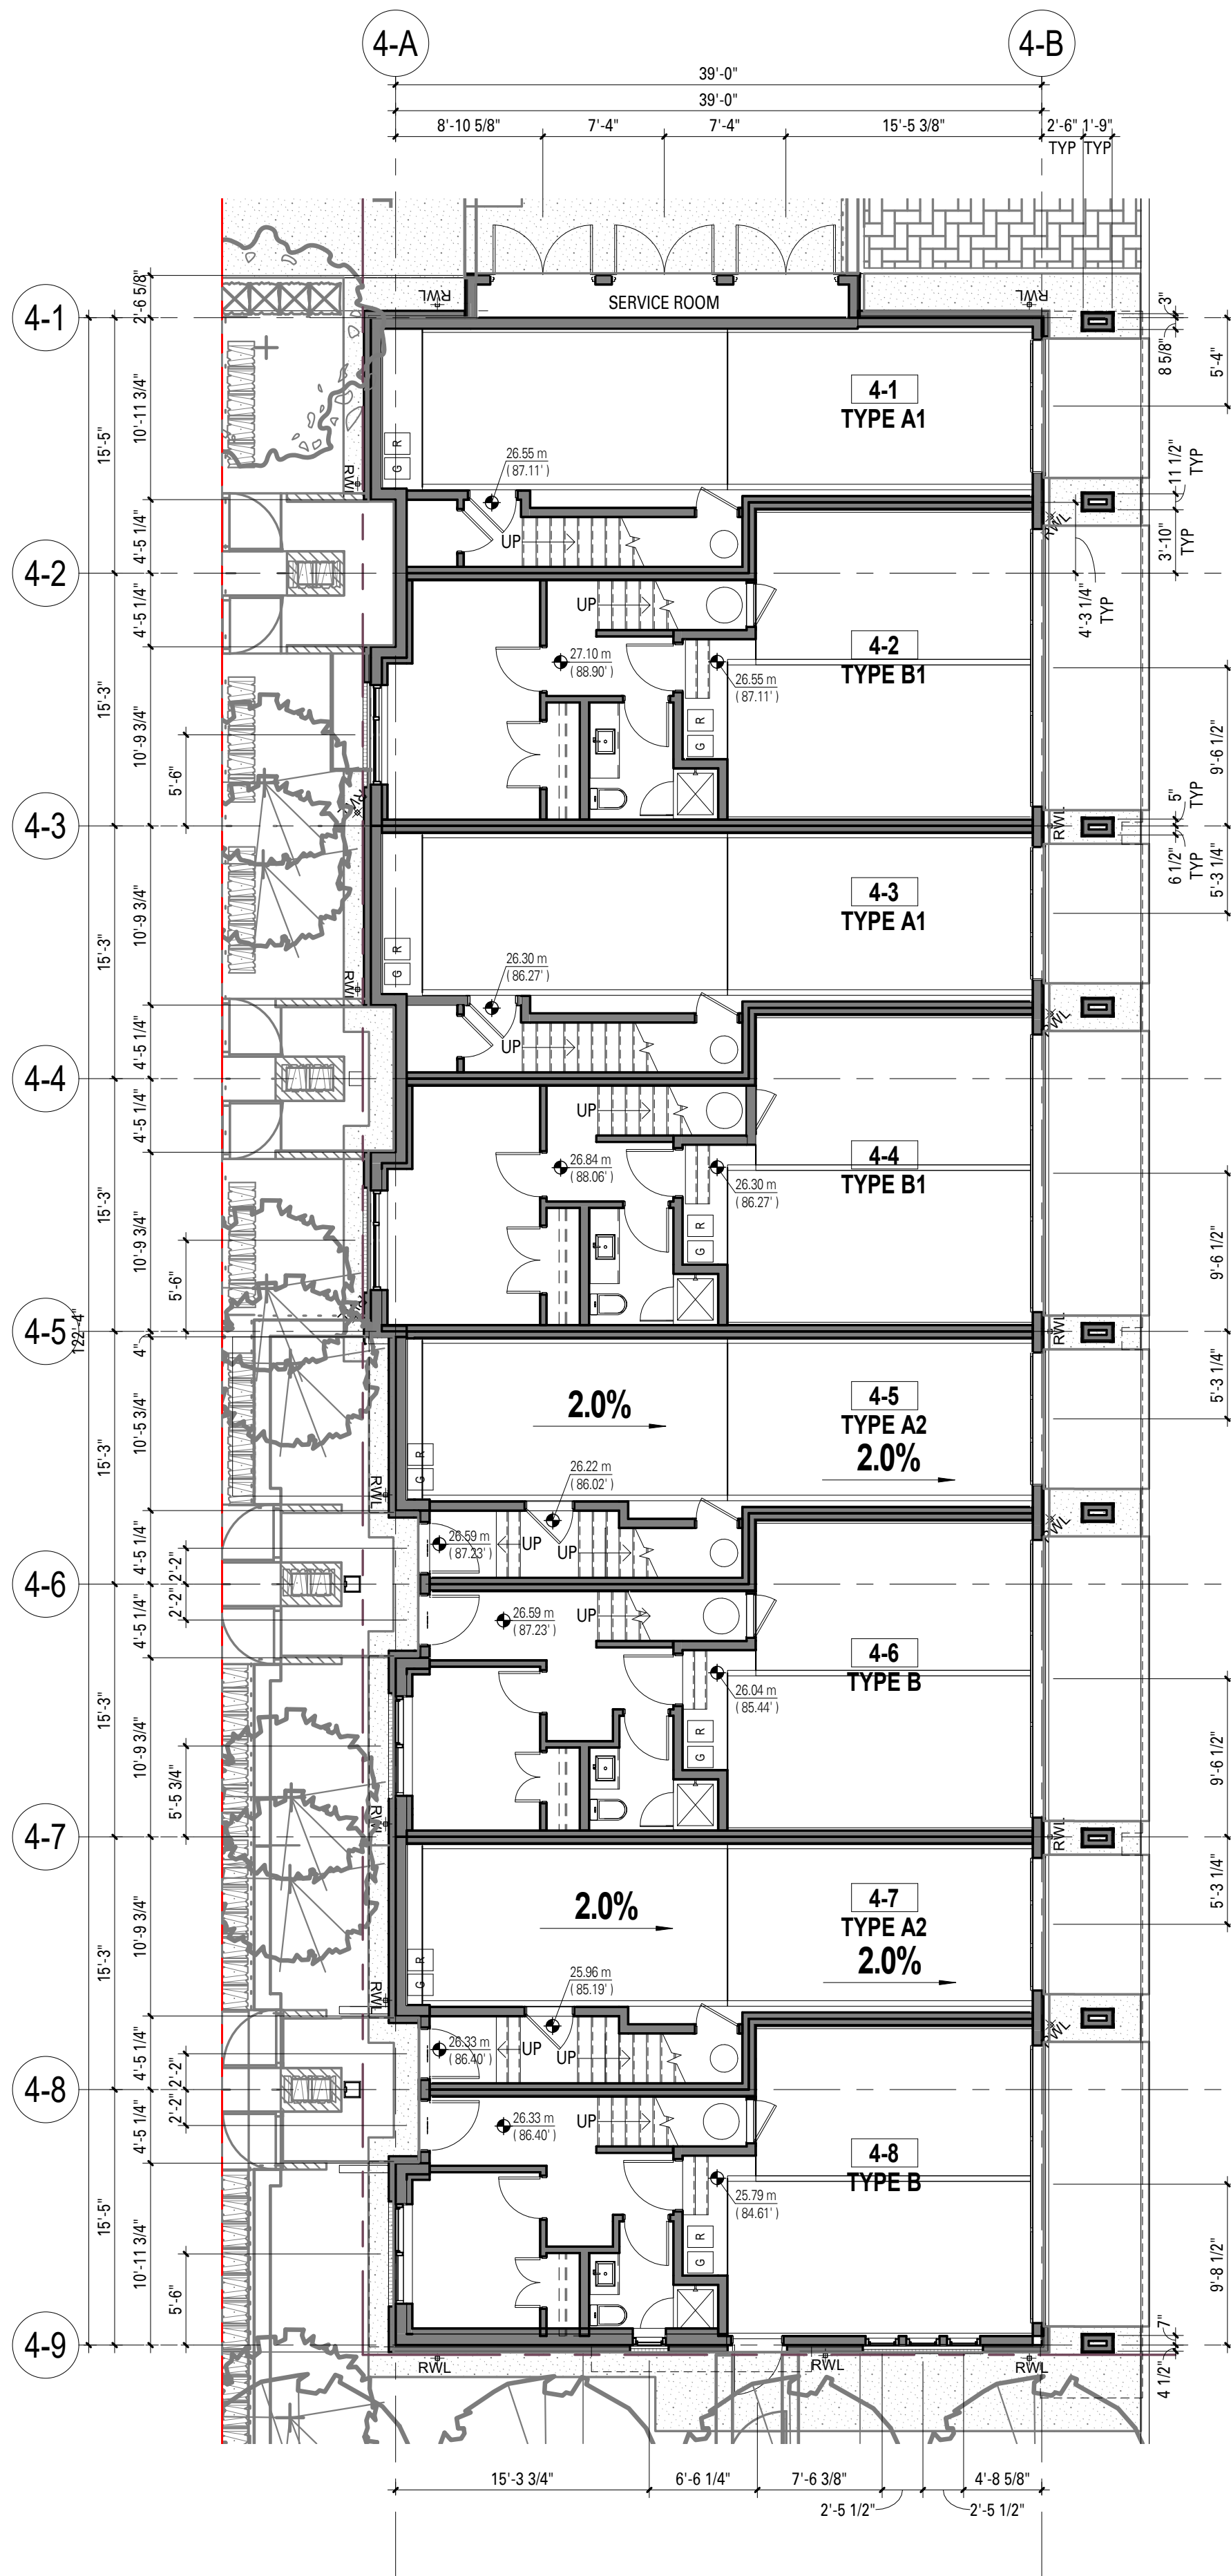 4-A
4-B
39'-0"
39'-0"
8'-10 5/8"
7'-4"
7'-4"
15'-5 3/8"
2'-6"
1'-9"
TYP
TYP
2'-6 5/8"
RWL
SERVICE ROOM
RWL
4-1
3"
8 5/8"
5'-4"
15'-5"
10'-11 3/4"
4-1
TYPE A1
G
R
26.55 m
( 87.11' )
RWL
11 1/2"
TYP
RWL
3'-10"
TYP
4'-5 1/4"
UP
4-2
4'-3 1/4"
TYP
4'-5 1/4"
UP
27.10 m
( 88.90' )
26.55 m
( 87.11' )
4-2
TYPE B1
15'-3"
10'-9 3/4"
5'-6"
G
R
9'-6 1/2"
RWL
4-3
RWL
5"
TYP
6 1/2"
TYP
5'-3 1/4"
15'-3"
10'-9 3/4"
4-3
TYPE A1
G
R
26.30 m
( 86.27' )
RWL
RWL
4'-5 1/4"
UP
4-4
4'-5 1/4"
UP
26.84 m
( 88.06' )
26.30 m
( 86.27' )
4-4
TYPE B1
15'-3"
10'-9 3/4"
5'-6"
G
R
9'-6 1/2"
4-5
122'-4"
RWL
4"
5'-3 1/4"
15'-3"
10'-5 3/4"
2.0%
4-5
TYPE A2
2.0%
G
R
26.22 m
( 86.02' )
RWL
RWL
4'-5 1/4"
2'-2"
26.59 m
( 87.23' )
UP
UP
4-6
2'-2"
4'-5 1/4"
26.59 m
( 87.23' )
UP
26.04 m
( 85.44' )
4-6
TYPE B
15'-3"
10'-9 3/4"
5'-5 3/4"
G
R
9'-6 1/2"
RWL
4-7
RWL
5'-3 1/4"
15'-3"
10'-9 3/4"
2.0%
4-7
TYPE A2
2.0%
G
R
25.96 m
( 85.19' )
RWL
RWL
4'-5 1/4"
2'-2"
26.33 m
( 86.40' )
UP
UP
4-8
2'-2"
4'-5 1/4"
26.33 m
( 86.40' )
UP
25.79 m
( 84.61' )
4-8
TYPE B
15'-5"
10'-11 3/4"
5'-6"
G
R
9'-8 1/2"
4-9
7"
4 1/2"
RWL
RWL
RWL
15'-3 3/4"
6'-6 1/4"
7'-6 3/8"
4'-8 5/8"
2'-5 1/2"
2'-5 1/2"